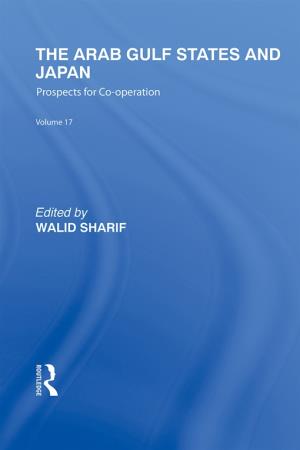 THE ARAB GULF STATES AND
JAPAN
Prospects for Co-operation
Volume 17
Edited by
WALID SHARIF
ROUTLEDGE